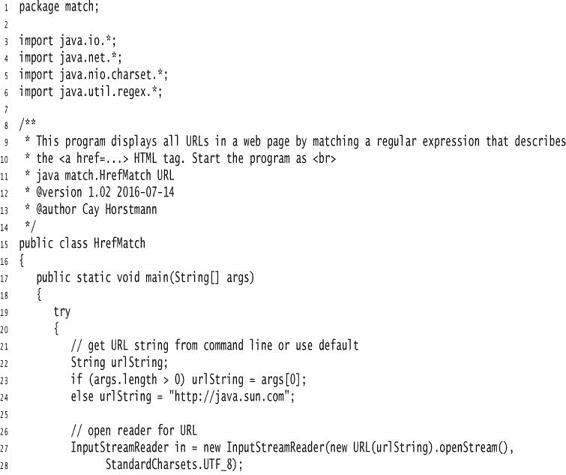 1 package match;
2
3 import java.io.*;
4 import java.net.*;
5 import java.nio.charset.*;
6 import java.util.regex.*;
7
8 /**
9  * This program displays all URLs in a web page by matching a regular expression that describes
10  * the <a href=...> HTML tag. Start the program as <br>
11  * java match.HrefMatch URL
12  * @version 1.02 2016-07-14
13  * @author Cay Horstmann
14  */
15 public class HrefMatch
16 {
17    public static void main(String[] args)
18    {
19       try
20       {
21          // get URL string from command line or use default
22          String urlString;
23          if (args.length > 0) urlString = args[0];
24          else urlString = "http://java.sun.com";
25
26          // open reader for URL
27          InputStreamReader in = new InputStreamReader(new URL(urlString).openStream(),
28                StandardCharsets.UTF_8);